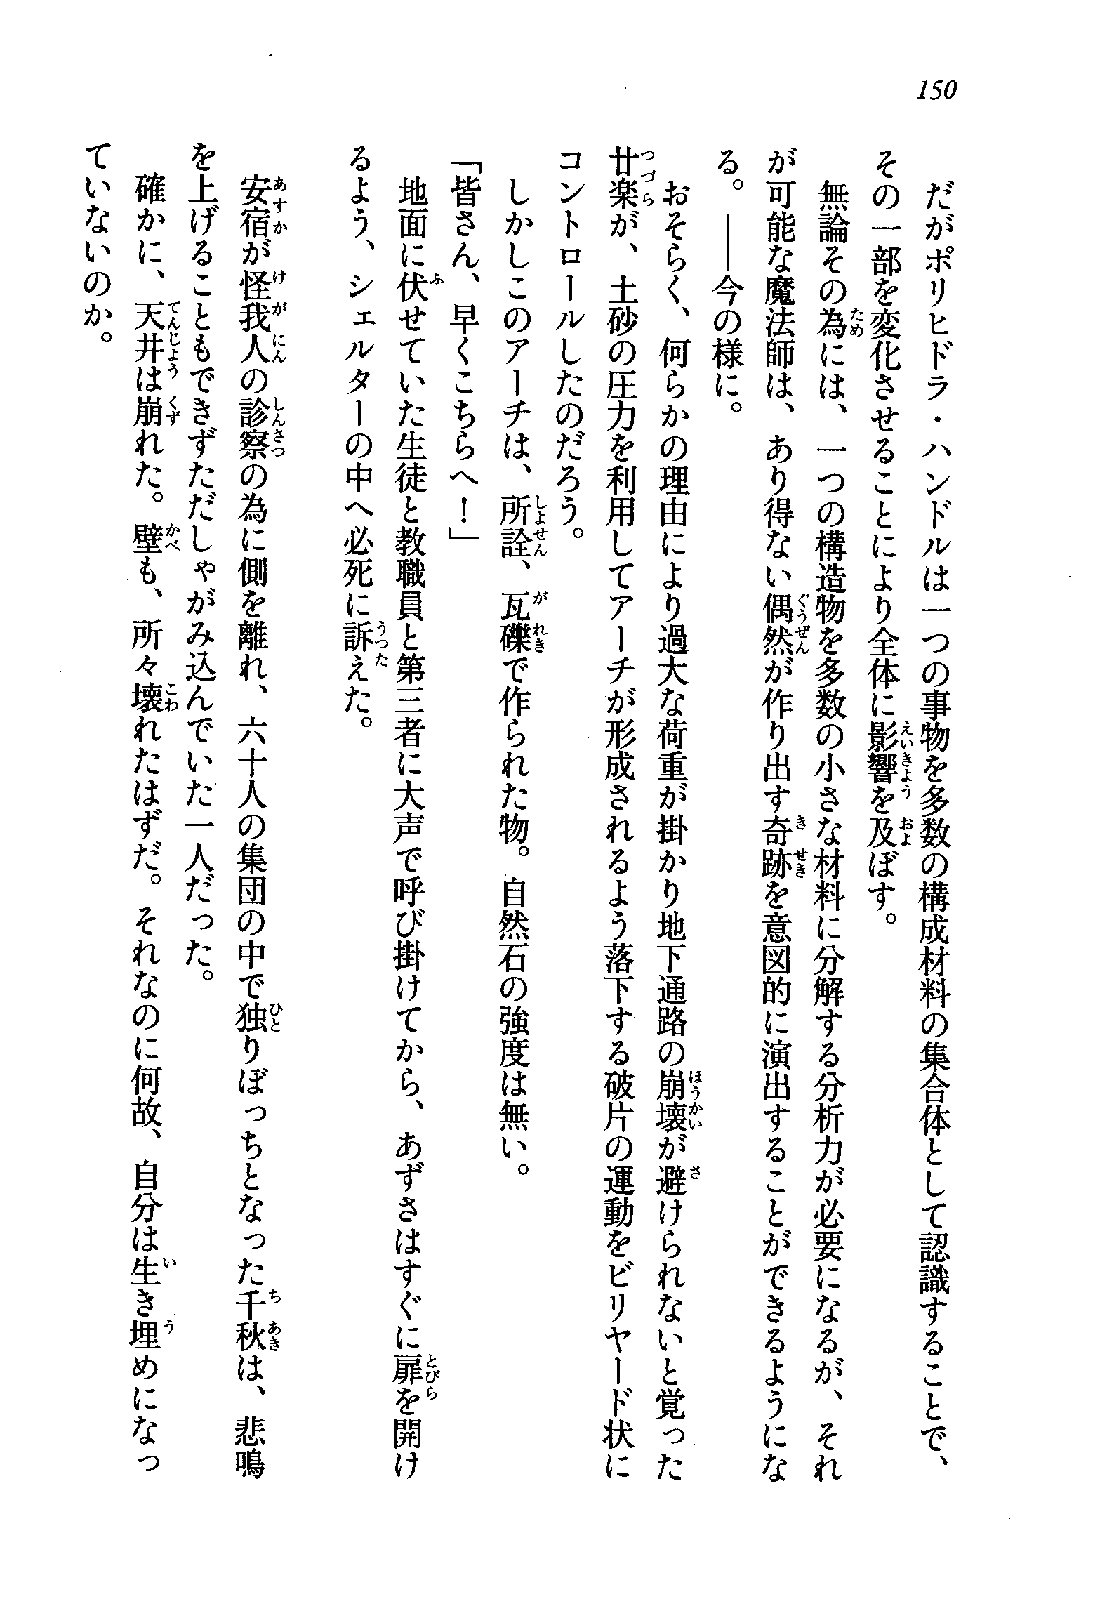 150
だがポリヒドラ・ハンドルは一つの事物を多数の構成材料の集合体として認識することで、
その一部を変化させることにより全体に影響を及ぼす。
無論その為には、一つの構造物を多数の小さな材料に分解する分析力が必要になるが、それ
が可能な魔法師は、あり得ない偶然が作り出す奇跡を意図的に演出することができるようにな
る。――今の様に。
おそらく、何らかの理由により過大な荷重が掛かり地下通路の崩壊が避けられないと覚った
廿楽が、土砂の圧力を利用してアーチが形成されるよう落下する破片の運動をビリヤード状に
コントロールしたのだろう。
しかしこのアーチは、所詮、瓦礫で作られた物。自然石の強度は無い。
「皆さん、早くこちらへ！」
地面に伏せていた生徒と教職員と第三者に大声で呼び掛けてから、あずさはすぐに扉を開け
るよう、シェルターの中へ必死に訴えた。
安宿が怪我人の診察の為に側を離れ、六十人の集団の中で独りぼっちとなった千秋は、悲鳴
を上げることもできずただしゃがみ込んでいた一人だった。
確かに、天井は崩れた。壁も、所々壊れたはずだ。それなのに何故、自分は生き埋めになっ
ていないのか。